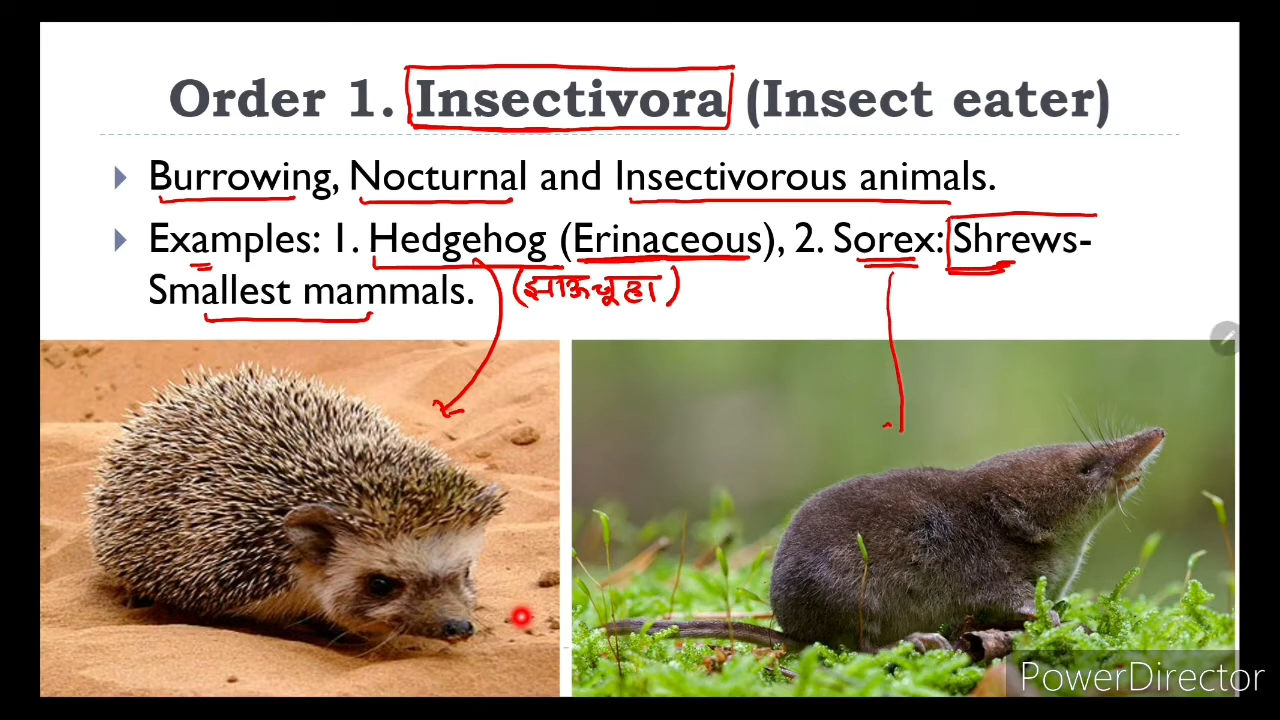 Order 1. Insectivora (Insect eater)
Burrowing, Nocturnal and Insectivorous animals.
Examples: 1. Hedgehog (Erinaceous), 2. Sorex: Shrews-
Smallest mammals.
(झाऊचूहा)
PowerDirector